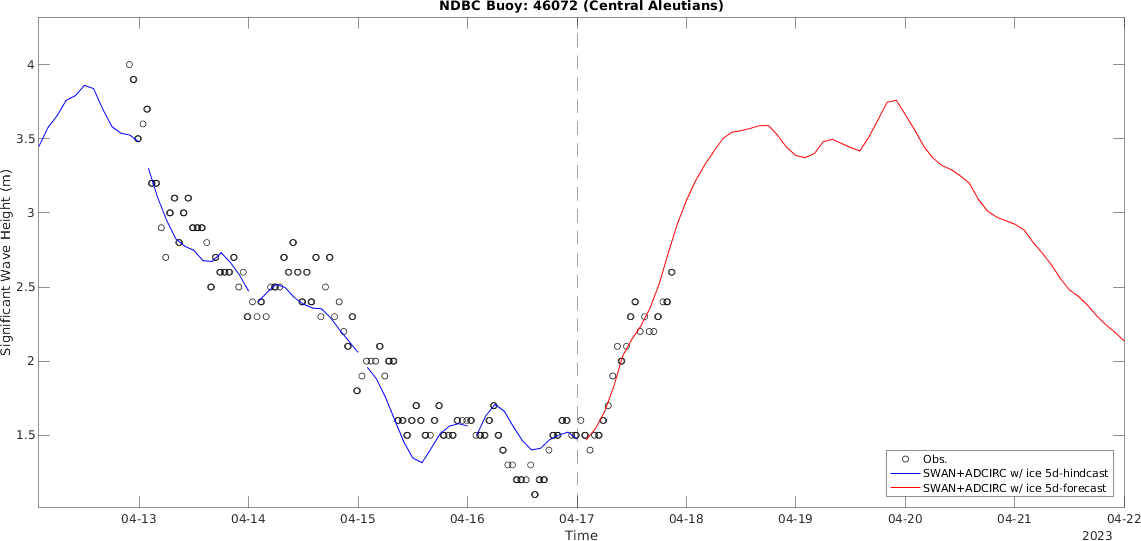 NDBC Buoy: 46072 (Central Aleutians)
Significant Wave Height (m)
4
3.5
3
2.5
2
1.5
Obs.
SWAN+ADCIRC w/ ice 5d-hindcast
SWAN+ADCIRC w/ ice 5d-forecast
04-13 04-14 04-15 04-16 04-17 04-18 04-19 04-20 04-21 04-22
Time
2023